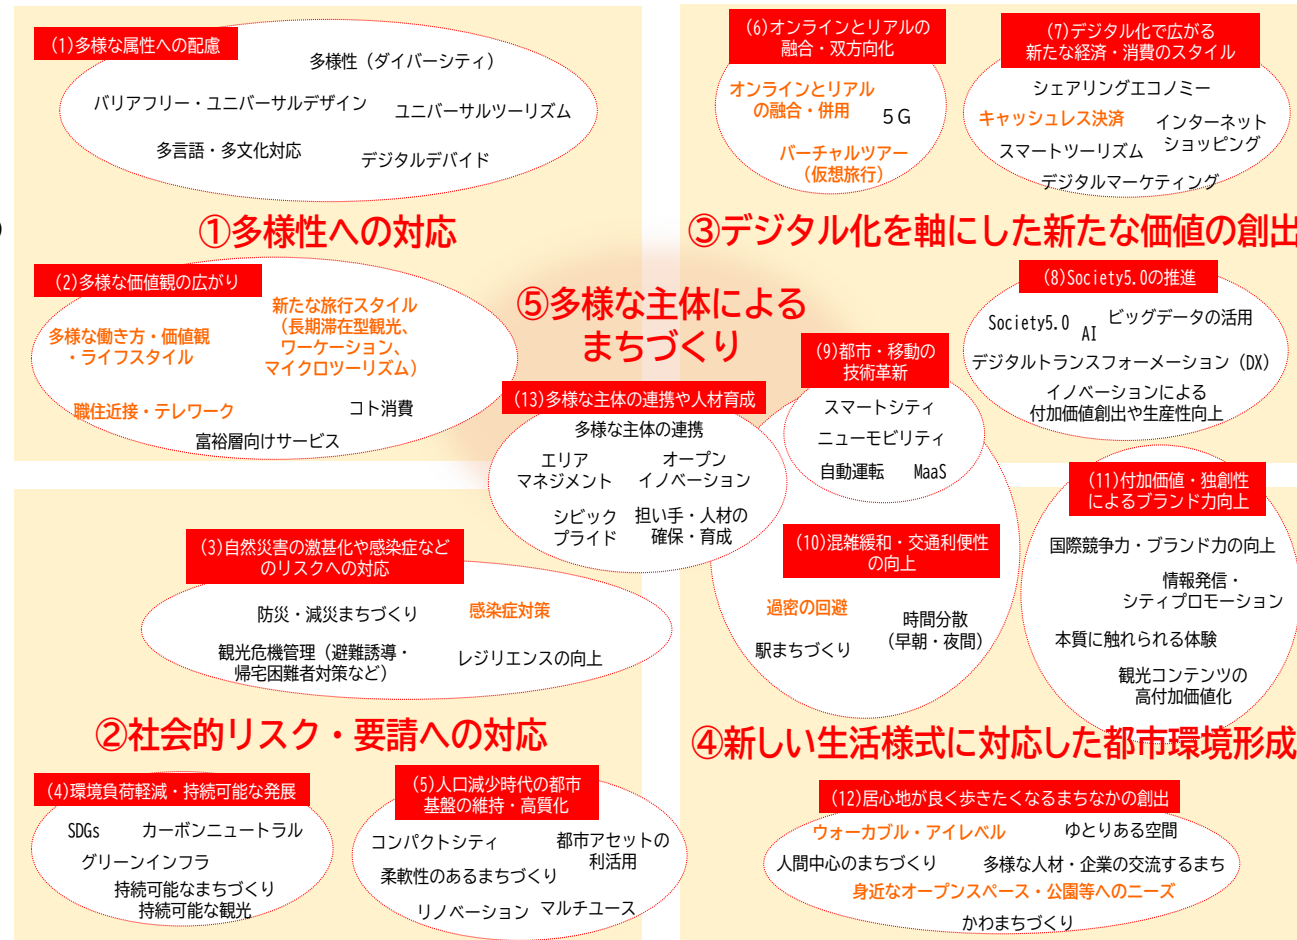 (1)多様な属性への配慮
多様性（ダイバーシティ）
バリアフリー・ユニバーサルデザイン
ユニバーサルツーリズム
多言語・多文化対応
デジタルデバイド
①多様性への対応
(2)多様な価値観の広がり
新たな旅行スタイル
（長期滞在型観光、
ワーケーション、
マイクロツーリズム）
多様な働き方・価値観
・ライフスタイル
職住近接・テレワーク
コト消費
富裕層向けサービス
(6)オンラインとリアルの
融合・双方向化
オンラインとリアル
の融合・併用
５Ｇ
バーチャルツアー
（仮想旅行）
(7)デジタル化で広がる
新たな経済・消費のスタイル
シェアリングエコノミー
キャッシュレス決済
インターネット
ショッピング
スマートツーリズム
デジタルマーケティング
③デジタル化を軸にした新たな価値の創出
(8)Society5.0の推進
Society5.0
AI
ビッグデータの活用
デジタルトランスフォーメーション（DX）
イノベーションによる
付加価値創出や生産性向上
⑤多様な主体による
まちづくり
(13)多様な主体の連携や人材育成
多様な主体の連携
エリア
マネジメント
オープン
イノベーション
シビック
プライド
担い手・人材の
確保・育成
(9)都市・移動の
技術革新
スマートシティ
ニューモビリティ
自動運転
MaaS
(10)混雑緩和・交通利便性
の向上
過密の回避
時間分散
（早朝・夜間）
駅まちづくり
(11)付加価値・独創性
によるブランド力向上
国際競争力・ブランド力の向上
情報発信・
シティプロモーション
本質に触れられる体験
観光コンテンツの
高付加価値化
(3)自然災害の激甚化や感染症など
のリスクへの対応
防災・減災まちづくり
感染症対策
観光危機管理（避難誘導・
帰宅困難者対策など）
レジリエンスの向上
②社会的リスク・要請への対応
(4)環境負荷軽減・持続可能な発展
SDGs
カーボンニュートラル
グリーンインフラ
持続可能なまちづくり
持続可能な観光
(5)人口減少時代の都市
基盤の維持・高質化
コンパクトシティ
都市アセットの
利活用
柔軟性のあるまちづくり
リノベーション
マルチユース
④新しい生活様式に対応した都市環境形成
(12)居心地が良く歩きたくなるまちなかの創出
ウォーカブル・アイレベル
ゆとりある空間
人間中心のまちづくり
多様な人材・企業の交流するまち
身近なオープンスペース・公園等へのニーズ
かわまちづくり